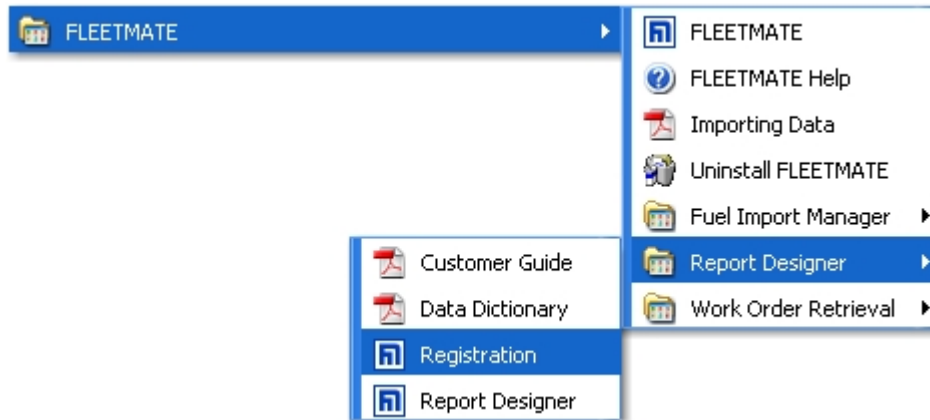 FLEETMATE
FLEETMATE
FLEETMATE Help
Importing Data
Uninstall FLEETMATE
Fuel Import Manager
Report Designer
Work Order Retrieval
Customer Guide
Data Dictionary
Registration
Report Designer